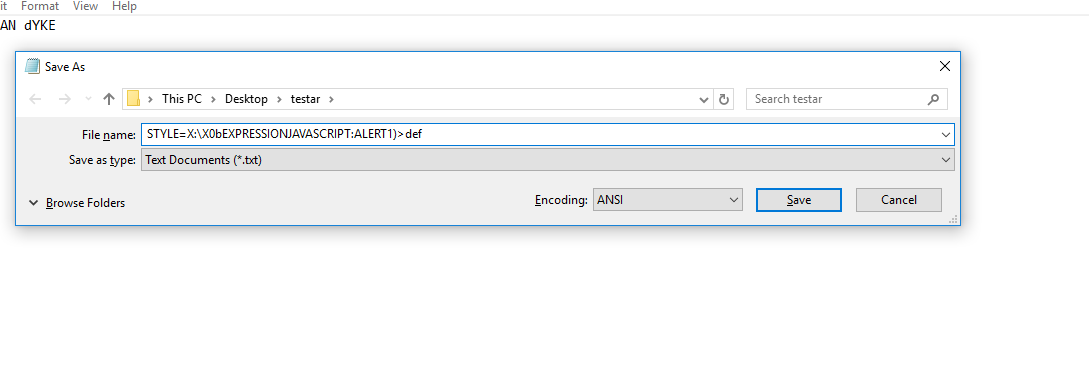 it Format View Help
AN dYKE
Save As
This PC > Desktop > testar >
Search testar
File name: STYLE=X:\X0bEXPRESSIONJAVASCRIPT:ALERT1)>def
Save as type: Text Documents (*.txt)
Browse Folders Encoding: ANSI Save Cancel